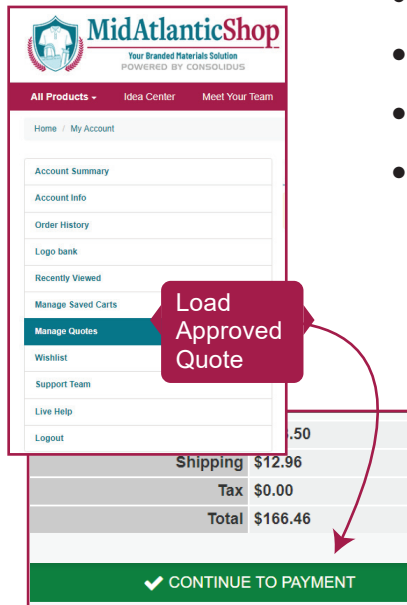 MidAtlanticShop
Your Branded Materials Solution
POWERED BY CONSOLIDUS
All Products
Idea Center
Meet Your Team
Home / My Account
Account Summary
Account Info
Order History
Logo bank
Recently Viewed
Manage Saved Carts
Manage Quotes
Wishlist
Support Team
Live Help
Logout
Load
Approved
Quote
.50
Shipping $12.96
Tax $0.00
Total $166.46
CONTINUE TO PAYMENT